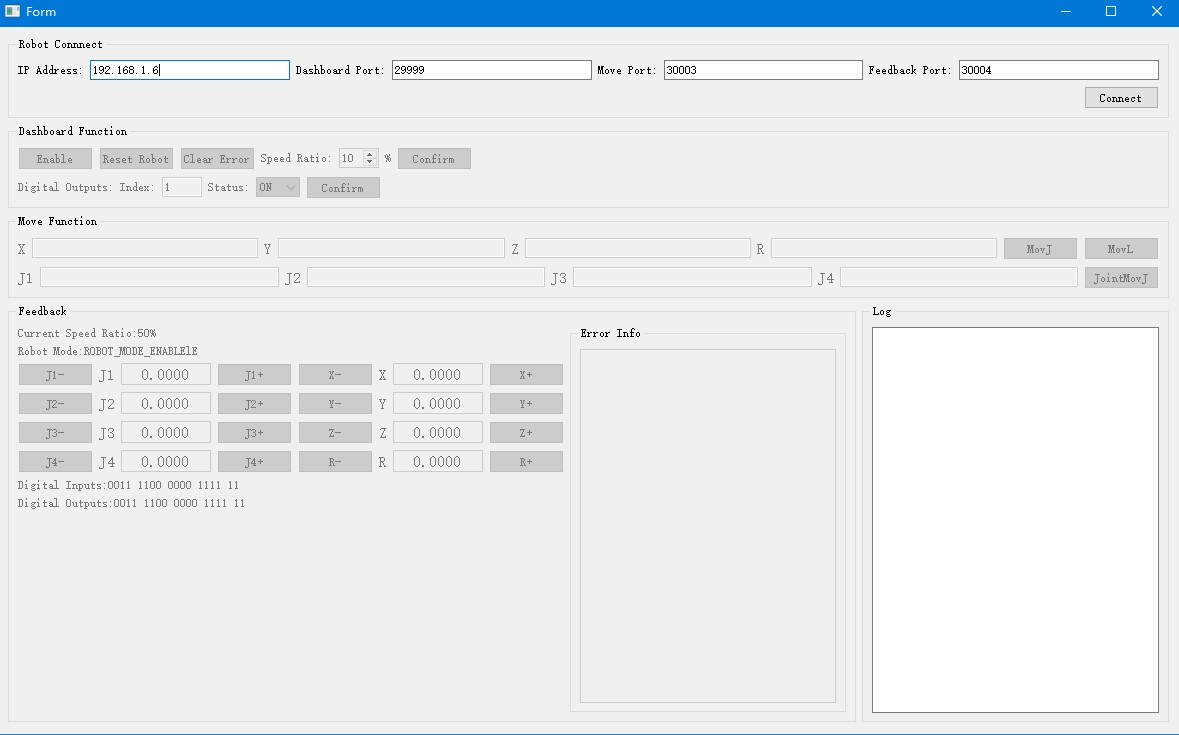 Form
Robot Connnect
IP Address: 192.168.1.6 Dashboard Port: 29999 Move Port: 30003 Feedback Port: 30004
Connect
Dashboard Function
Enable Reset Robot Clear Error Speed Ratio: 10 % Confirm
Digital Outputs: Index: 1 Status: ON Confirm
Move Function
X Y Z R MovJ MovL
J1 J2 J3 J4 JointMovJ
Feedback
Current Speed Ratio:50%
Robot Mode:ROBOT_MODE_ENABLElE
J1- J1 0.0000 J1+ X- X 0.0000 X+
J2- J2 0.0000 J2+ Y- Y 0.0000 Y+
J3- J3 0.0000 J3+ Z- Z 0.0000 Z+
J4- J4 0.0000 J4+ R- R 0.0000 R+
Digital Inputs:0011 1100 0000 1111 11
Digital Outputs:0011 1100 0000 1111 11
Error Info
Log